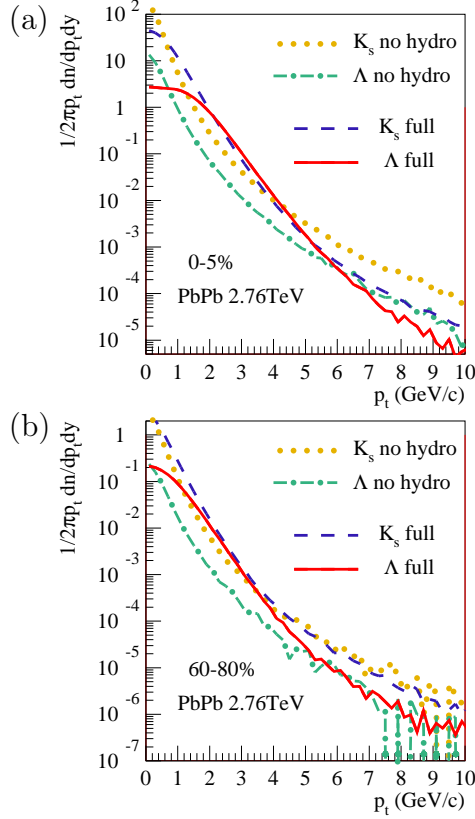 (a)
1/2πp_t dn/dp_tdy
10^2
10
1
10^-1
10^-2
10^-3
10^-4
10^-5
K_s no hydro
Λ no hydro
K_s full
Λ full
0-5%
PbPb 2.76TeV
0 1 2 3 4 5 6 7 8 9 10
p_t (GeV/c)
(b)
1/2πp_t dn/dp_tdy
1
10^-1
10^-2
10^-3
10^-4
10^-5
10^-6
10^-7
K_s no hydro
Λ no hydro
K_s full
Λ full
60-80%
PbPb 2.76TeV
0 1 2 3 4 5 6 7 8 9 10
p_t (GeV/c)